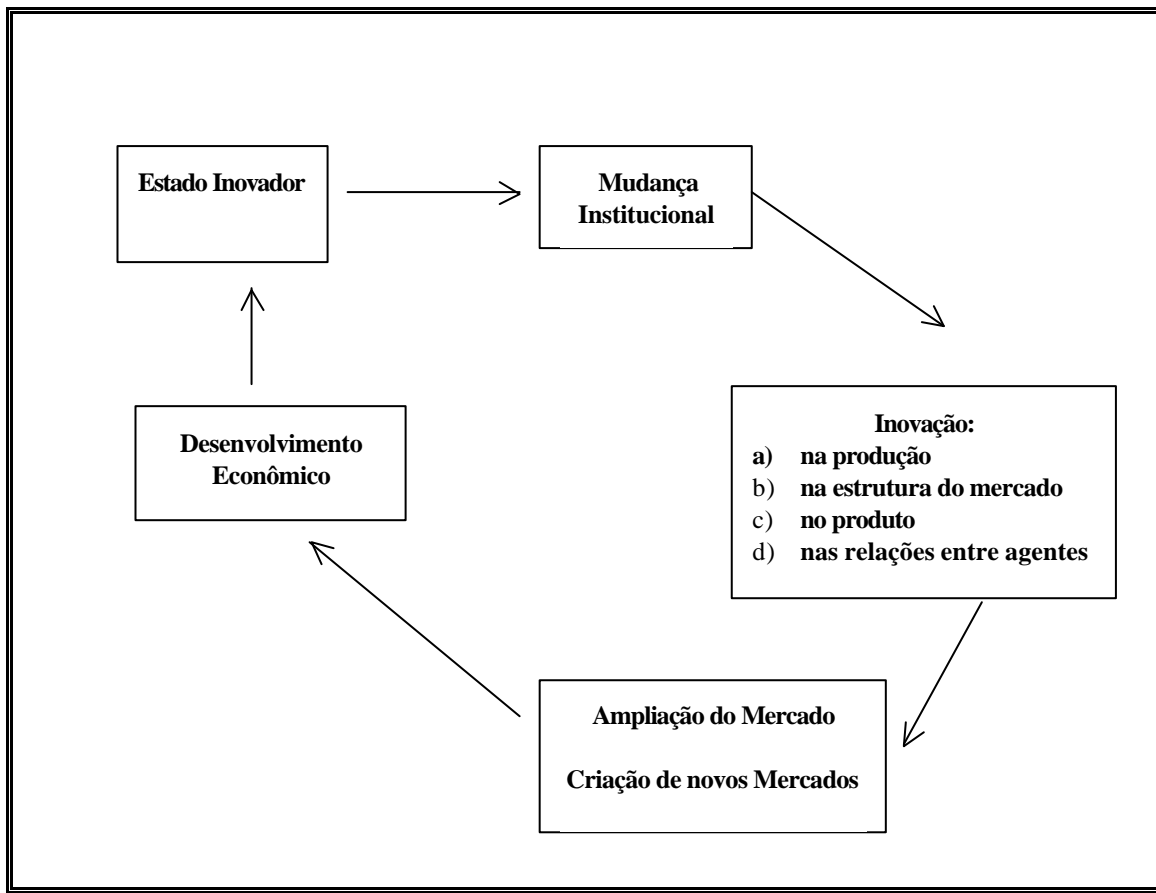 Estado Inovador
Mudança
Institucional
Inovação:
a) na produção
b) na estrutura do mercado
c) no produto
d) nas relações entre agentes
Ampliação do Mercado
Criação de novos Mercados
Desenvolvimento
Econômico